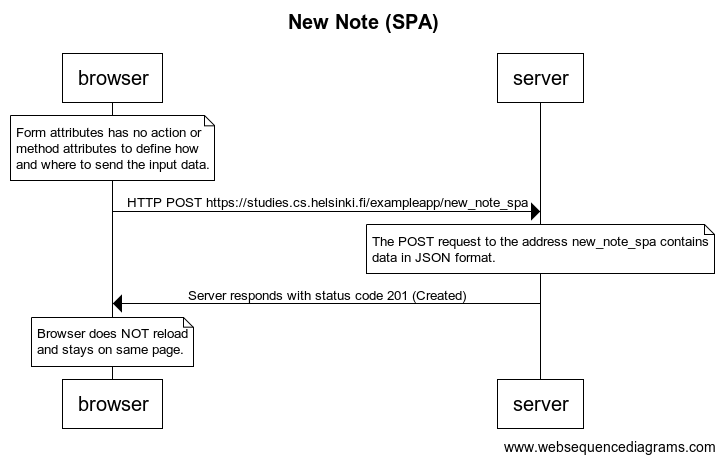 New Note (SPA)
browser
server
Form attributes has no action or
method attributes to define how
and where to send the input data.
HTTP POST https://studies.cs.helsinki.fi/exampleapp/new_note_spa
The POST request to the address new_note_spa contains
data in JSON format.
Server responds with status code 201 (Created)
Browser does NOT reload
and stays on same page.
browser
server
www.websequencediagrams.com